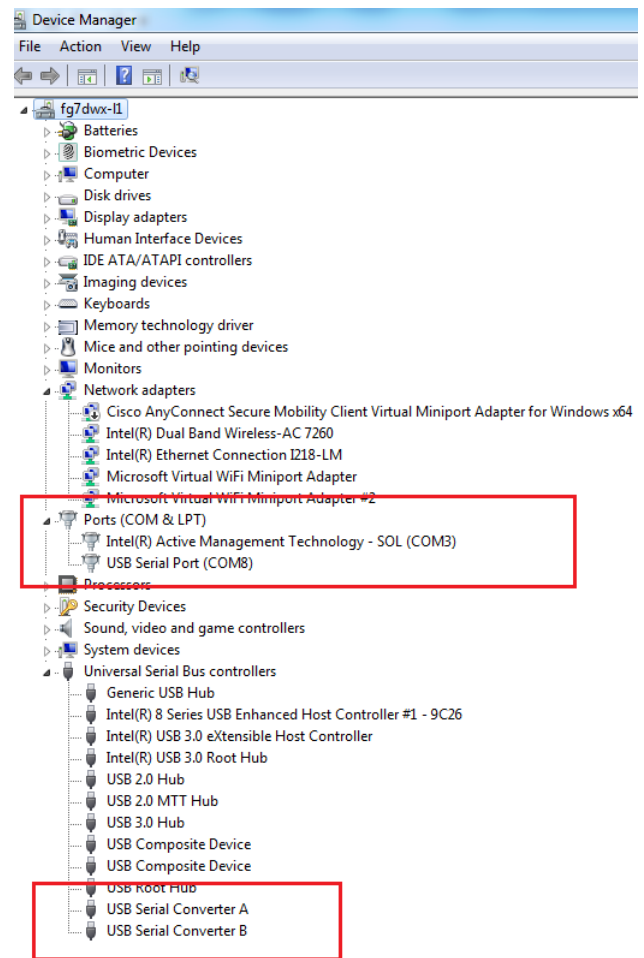 Device Manager
File Action View Help
fg7dwx-l1
Batteries
Biometric Devices
Computer
Disk drives
Display adapters
Human Interface Devices
IDE ATA/ATAPI controllers
Imaging devices
Keyboards
Memory technology driver
Mice and other pointing devices
Monitors
Network adapters
Cisco AnyConnect Secure Mobility Client Virtual Miniport Adapter for Windows x64
Intel(R) Dual Band Wireless-AC 7260
Intel(R) Ethernet Connection I218-LM
Microsoft Virtual WiFi Miniport Adapter
Microsoft Virtual WiFi Miniport Adapter #2
Ports (COM & LPT)
Intel(R) Active Management Technology - SOL (COM3)
USB Serial Port (COM8)
Processors
Security Devices
Sound, video and game controllers
System devices
Universal Serial Bus controllers
Generic USB Hub
Intel(R) 8 Series USB Enhanced Host Controller #1 - 9C26
Intel(R) USB 3.0 eXtensible Host Controller
Intel(R) USB 3.0 Root Hub
USB 2.0 Hub
USB 2.0 MTT Hub
USB 3.0 Hub
USB Composite Device
USB Composite Device
USB Root Hub
USB Serial Converter A
USB Serial Converter B